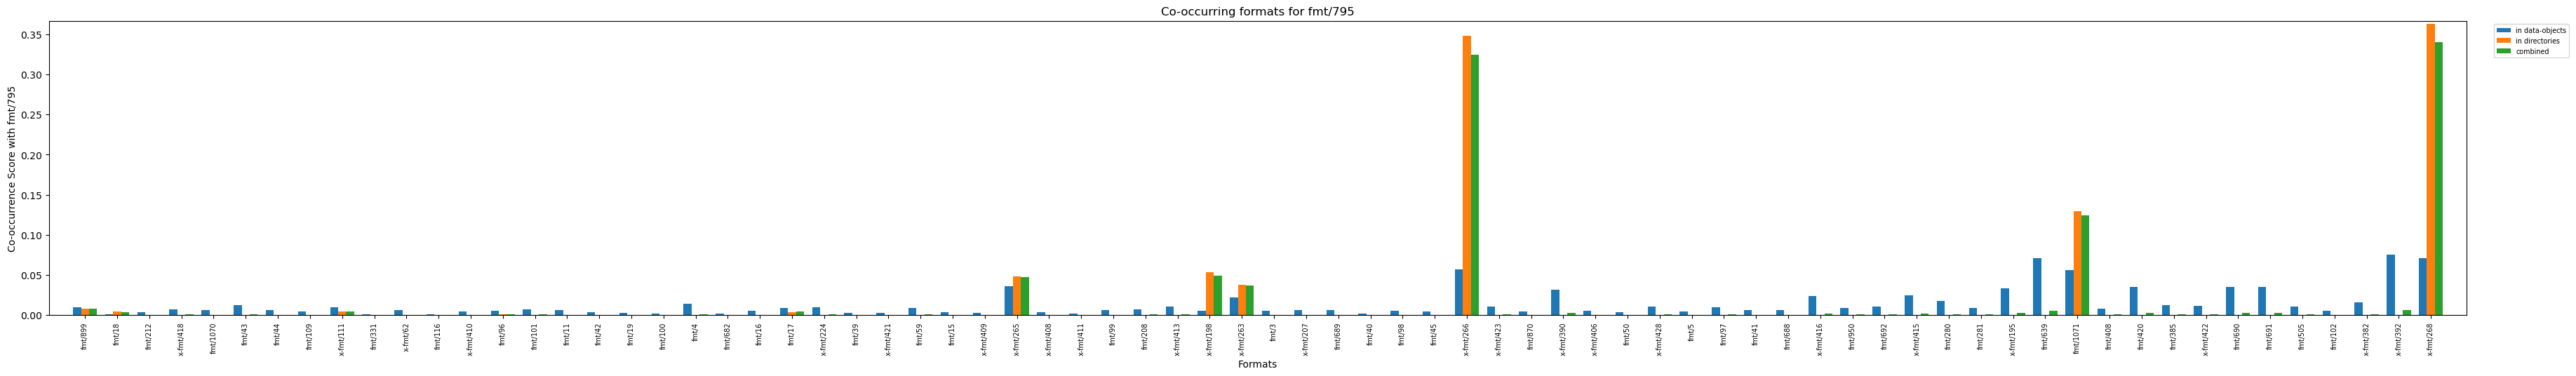 Co-occurring formats for fmt/795
in data-objects
in directories
combined
Co-occurrence Score with fmt/795
0.35
0.30
0.25
0.20
0.15
0.10
0.05
0.00
fmt/899
fmt/18
fmt/212
x-fmt/418
fmt/1070
fmt/43
fmt/44
fmt/109
x-fmt/111
fmt/331
x-fmt/62
fmt/116
x-fmt/410
fmt/96
fmt/101
fmt/11
fmt/42
fmt/19
fmt/100
fmt/4
fmt/682
fmt/16
fmt/17
x-fmt/224
fmt/39
x-fmt/421
fmt/59
fmt/15
x-fmt/409
x-fmt/265
x-fmt/408
x-fmt/411
fmt/99
fmt/208
x-fmt/413
x-fmt/198
x-fmt/263
fmt/3
x-fmt/207
fmt/689
fmt/40
fmt/98
fmt/45
x-fmt/266
x-fmt/423
fmt/870
x-fmt/390
x-fmt/406
fmt/50
x-fmt/428
fmt/5
fmt/97
fmt/41
fmt/688
x-fmt/416
fmt/950
fmt/692
x-fmt/415
fmt/280
fmt/281
x-fmt/195
fmt/639
fmt/1071
fmt/408
fmt/420
fmt/385
x-fmt/422
fmt/690
fmt/691
fmt/505
fmt/102
x-fmt/382
x-fmt/392
x-fmt/268
Formats